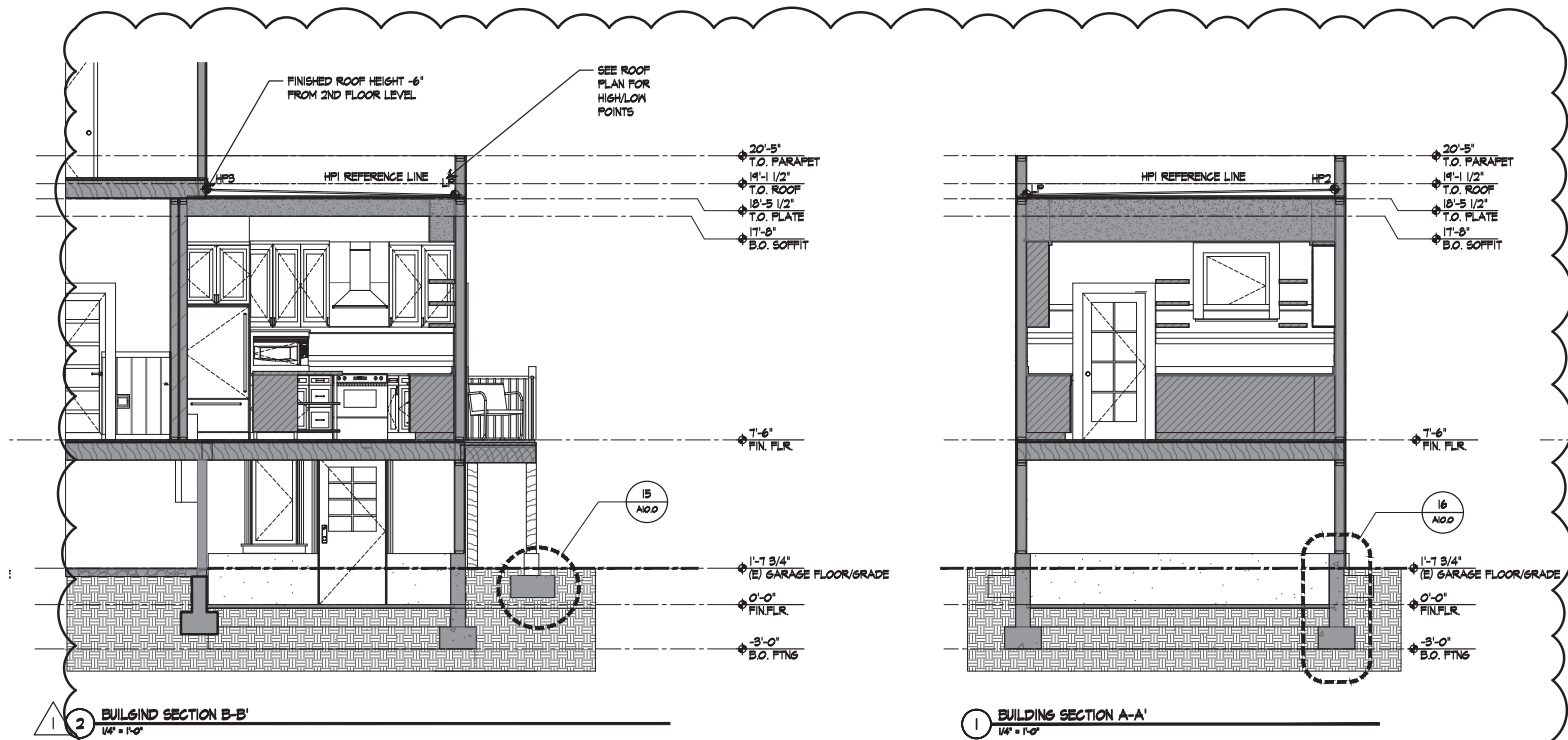 FINISHED ROOF HEIGHT -6"
FROM 2ND FLOOR LEVEL
SEE ROOF
PLAN FOR
HIGH/LOW
POINTS
HP3
HP1 REFERENCE LINE
LP
20'-5"
T.O. PARAPET
19'-1 1/2"
T.O. ROOF
18'-5 1/2"
T.O. PLATE
17'-8"
B.O. SOFFIT
7'-6"
FIN. FLR.
15
A10.0
1'-7 3/4"
(E) GARAGE FLOOR/GRADE
0'-0"
FIN.FLR.
-3'-0"
B.O. FTNG
1
2
BUILGIND SECTION B-B'
1/4" = 1'-0"
LP
HP1 REFERENCE LINE
HP2
20'-5"
T.O. PARAPET
19'-1 1/2"
T.O. ROOF
18'-5 1/2"
T.O. PLATE
17'-8"
B.O. SOFFIT
7'-6"
FIN. FLR.
16
A10.0
1'-7 3/4"
(E) GARAGE FLOOR/GRADE
0'-0"
FIN.FLR.
-3'-0"
B.O. FTNG
1
BUILDING SECTION A-A'
1/4" = 1'-0"